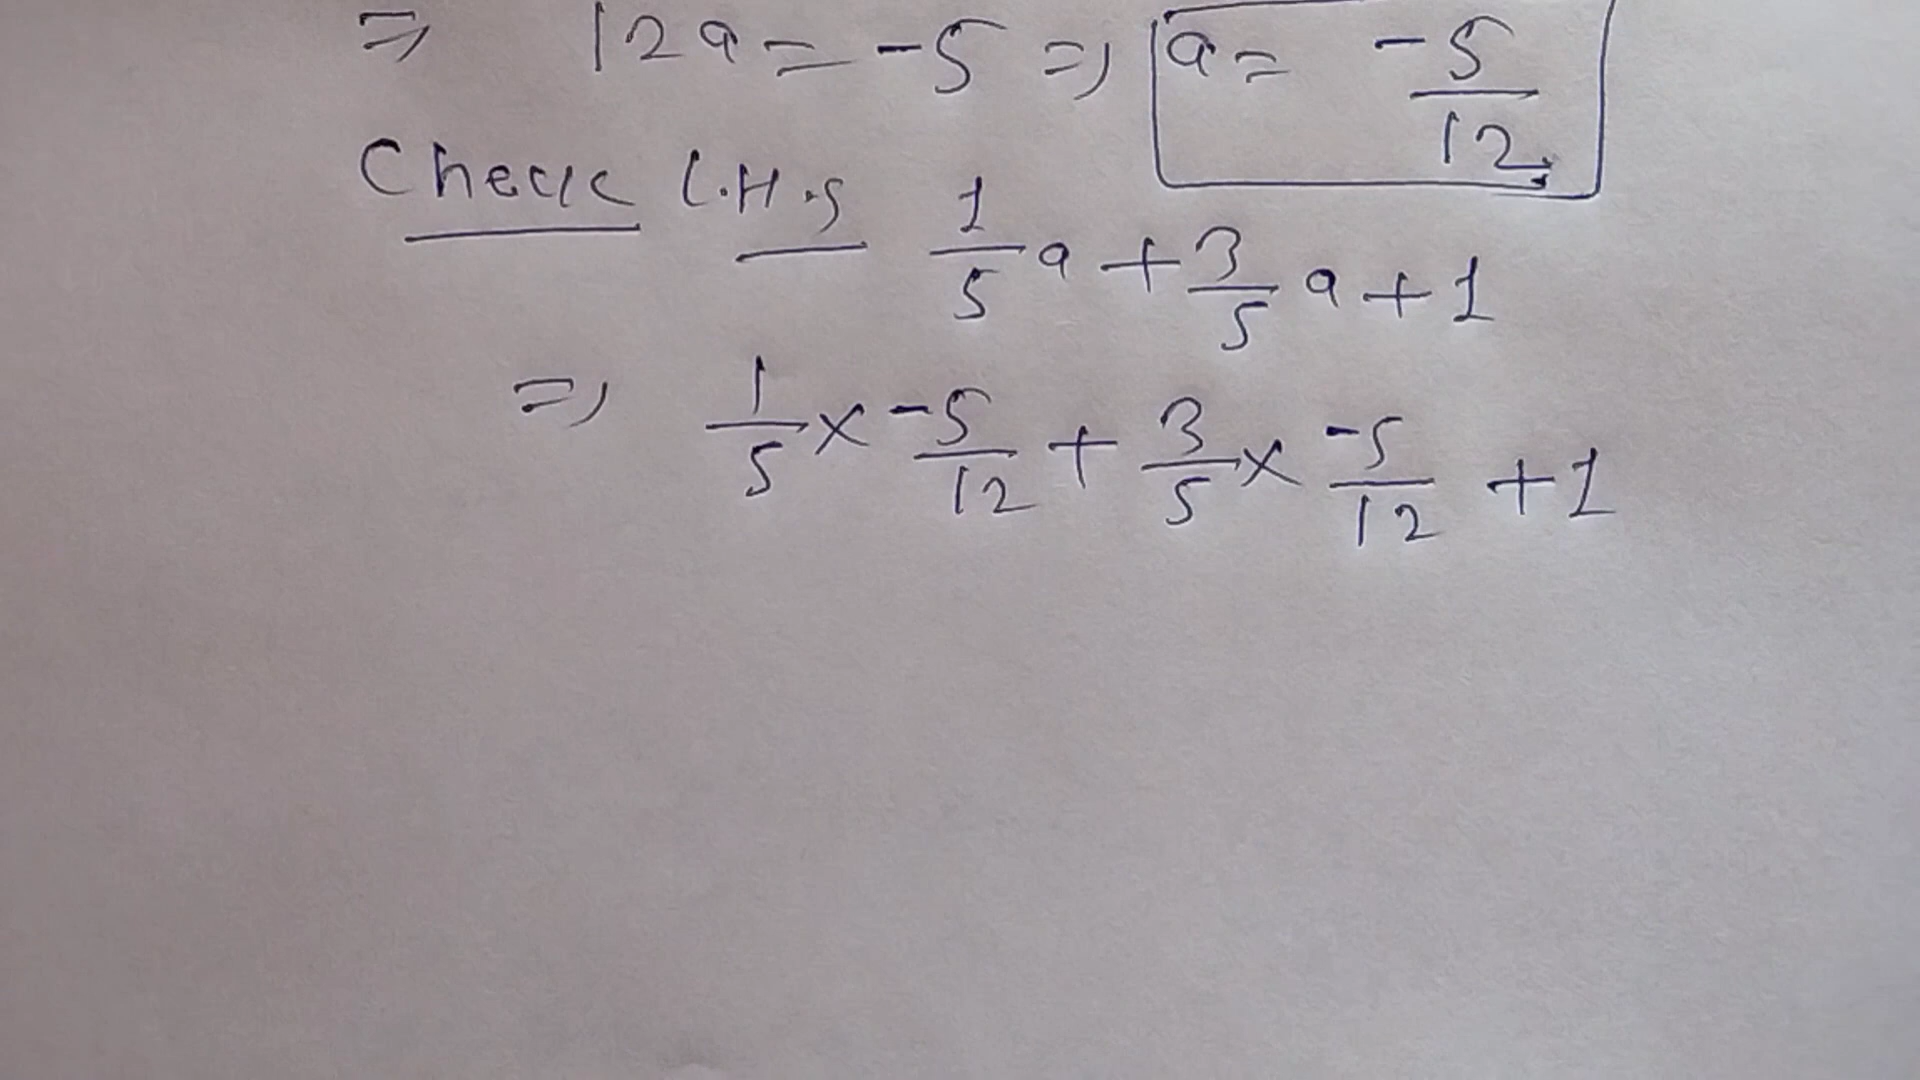 ⇒ 12a = -5 ⇒ a = -5/12
Check L.H.S 1/5 a + 3/5 a + 1
⇒ 1/5 × -5/12 + 3/5 × -5/12 + 1